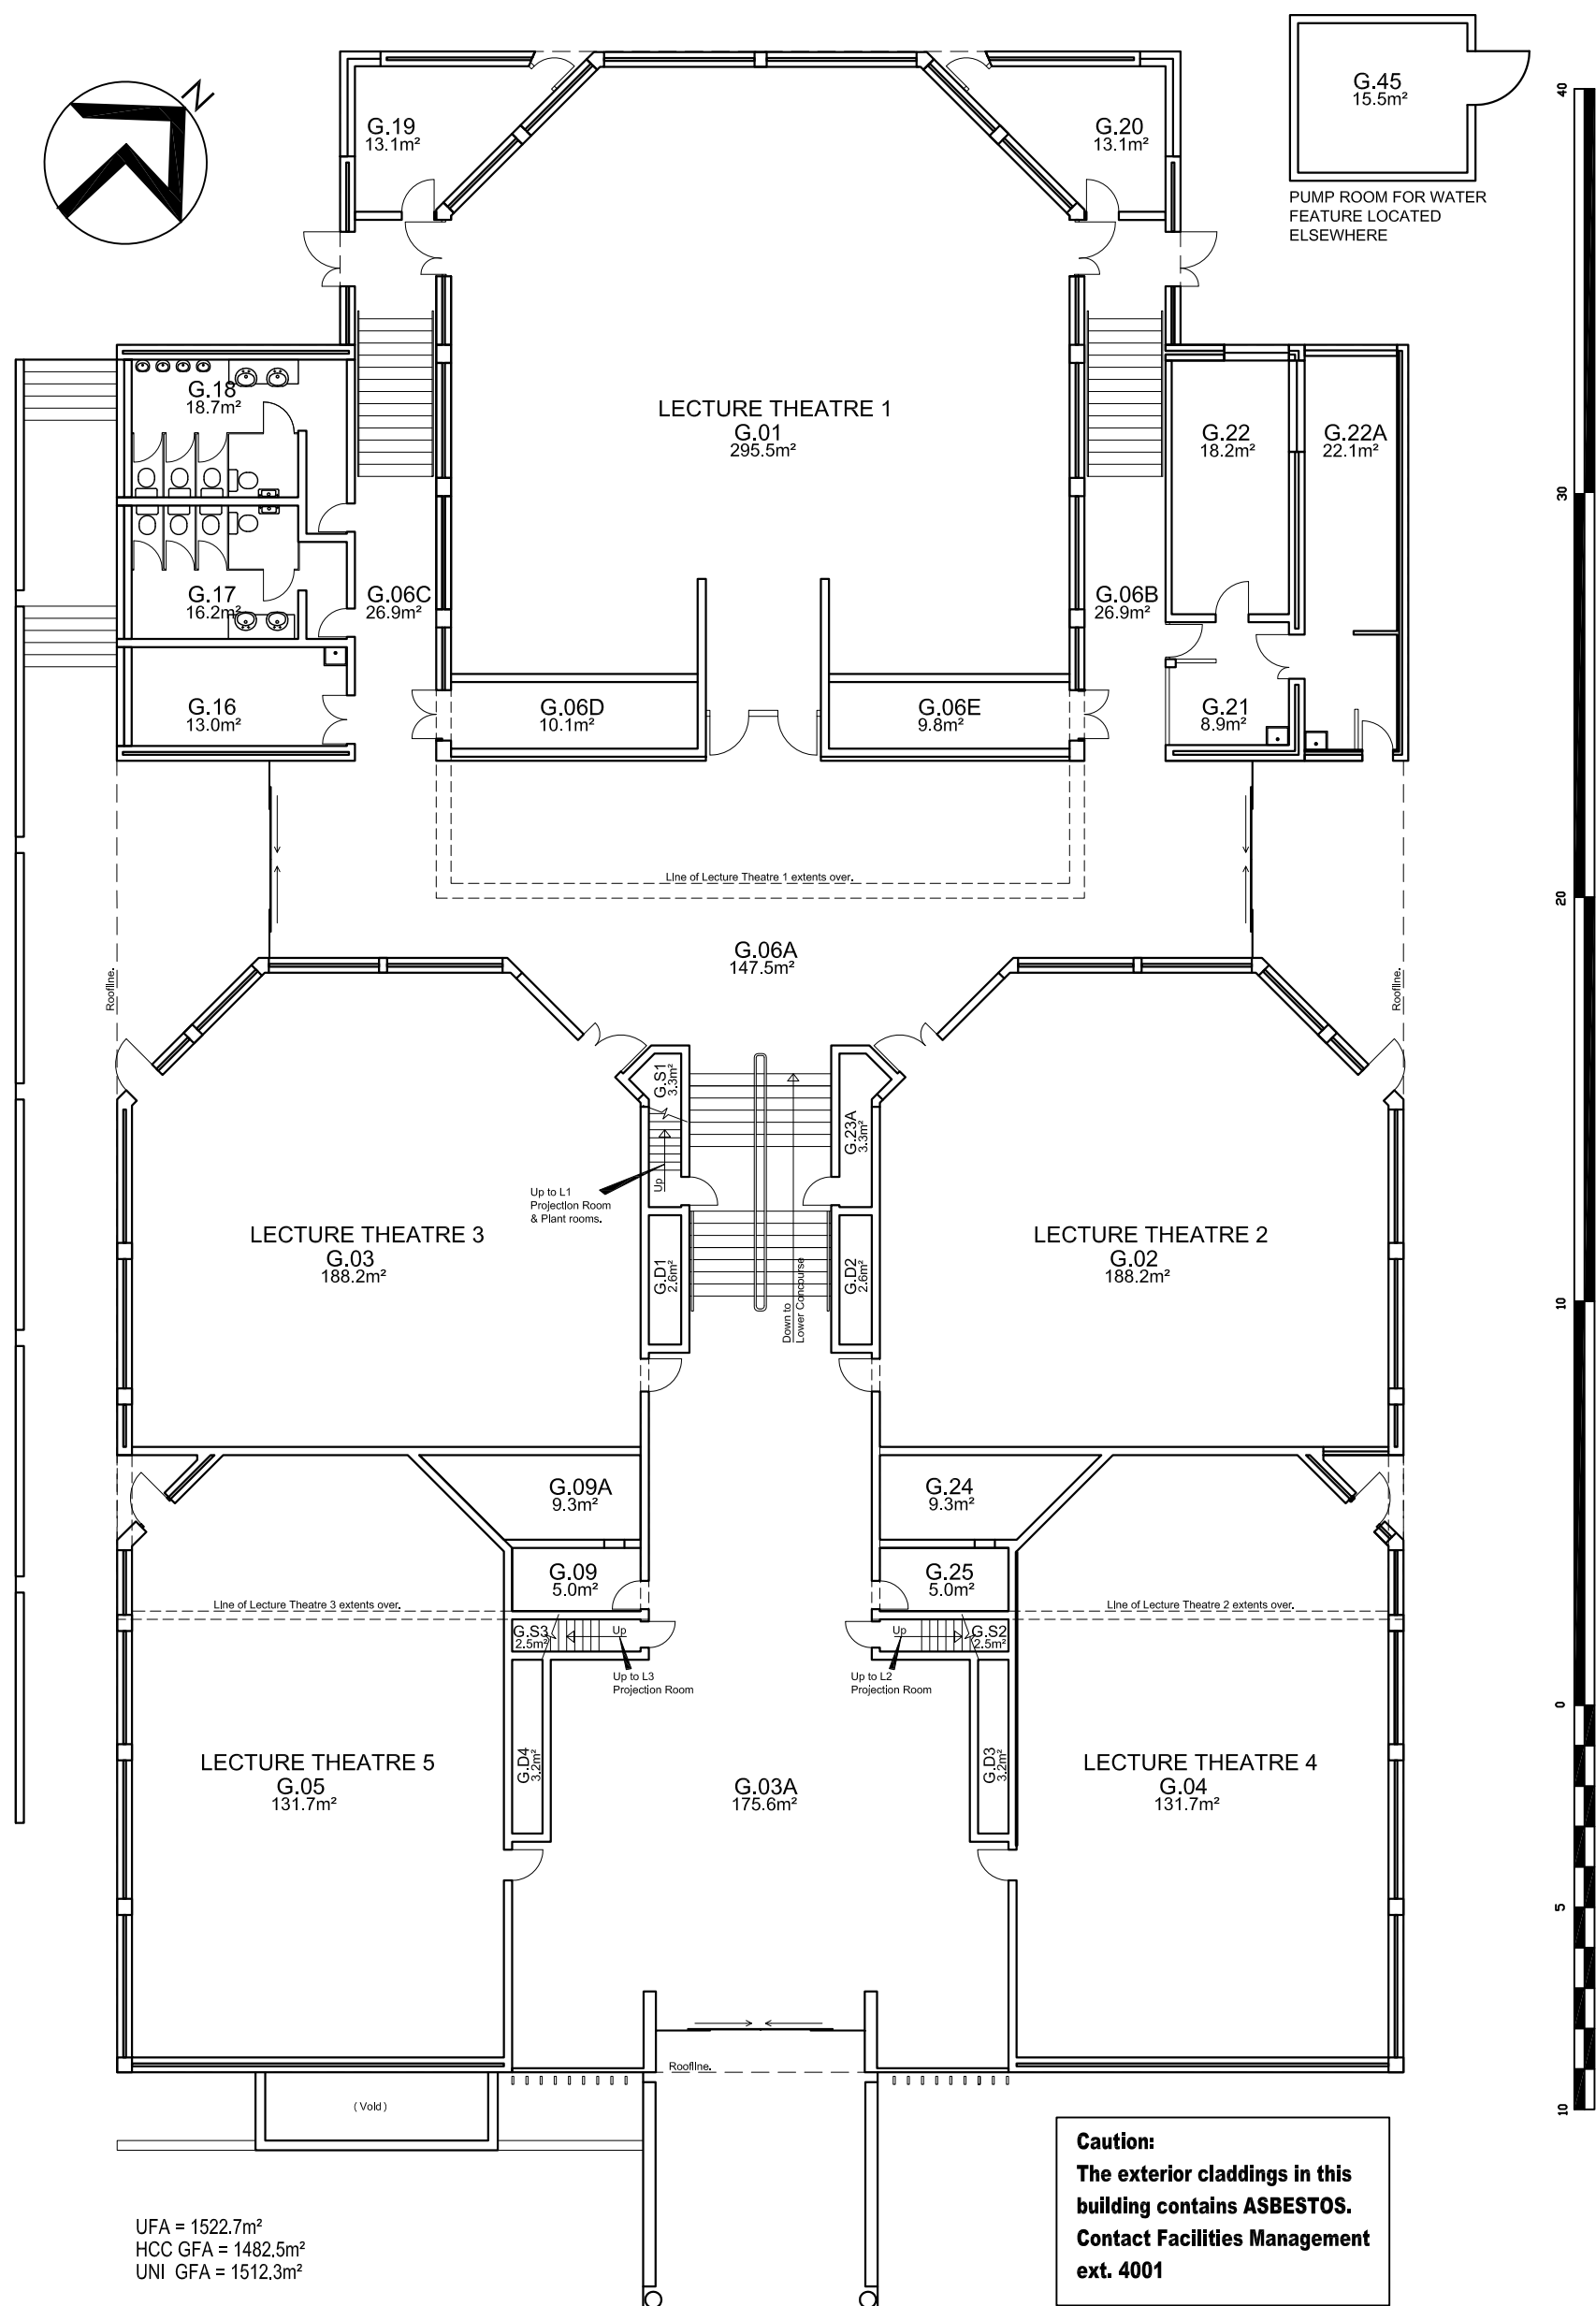 N
G.45
15.5m²
PUMP ROOM FOR WATER
FEATURE LOCATED
ELSEWHERE
40
G.19
13.1m²
G.20
13.1m²
G.18
18.7m²
LECTURE THEATRE 1
G.01
295.5m²
G.22
18.2m²
G.22A
22.1m²
30
G.17
16.2m²
G.06C
26.9m²
G.06B
26.9m²
G.16
13.0m²
G.06D
10.1m²
G.06E
9.8m²
G.21
8.9m²
Line of Lecture Theatre 1 extents over.
20
G.06A
147.5m²
Roofline.
Roofline.
G.S1
3.3m²
G.23A
3.3m²
Up
Up to L1
Projection Room
& Plant rooms.
LECTURE THEATRE 3
G.03
188.2m²
LECTURE THEATRE 2
G.02
188.2m²
G.D1
2.6m²
G.D2
2.6m²
Down to
Lower Concourse
10
G.09A
9.3m²
G.24
9.3m²
G.09
5.0m²
G.25
5.0m²
Line of Lecture Theatre 3 extents over.
Line of Lecture Theatre 2 extents over.
G.S3
2.5m²
Up
Up
G.S2
2.5m²
Up to L3
Projection Room
Up to L2
Projection Room
0
LECTURE THEATRE 5
G.05
131.7m²
G.D4
3.2m²
G.03A
175.6m²
G.D3
3.2m²
LECTURE THEATRE 4
G.04
131.7m²
5
Roofline.
(Void)
10
Caution:
The exterior claddings in this
building contains ASBESTOS.
Contact Facilities Management
ext. 4001
UFA = 1522.7m²
HCC GFA = 1482.5m²
UNI GFA = 1512.3m²